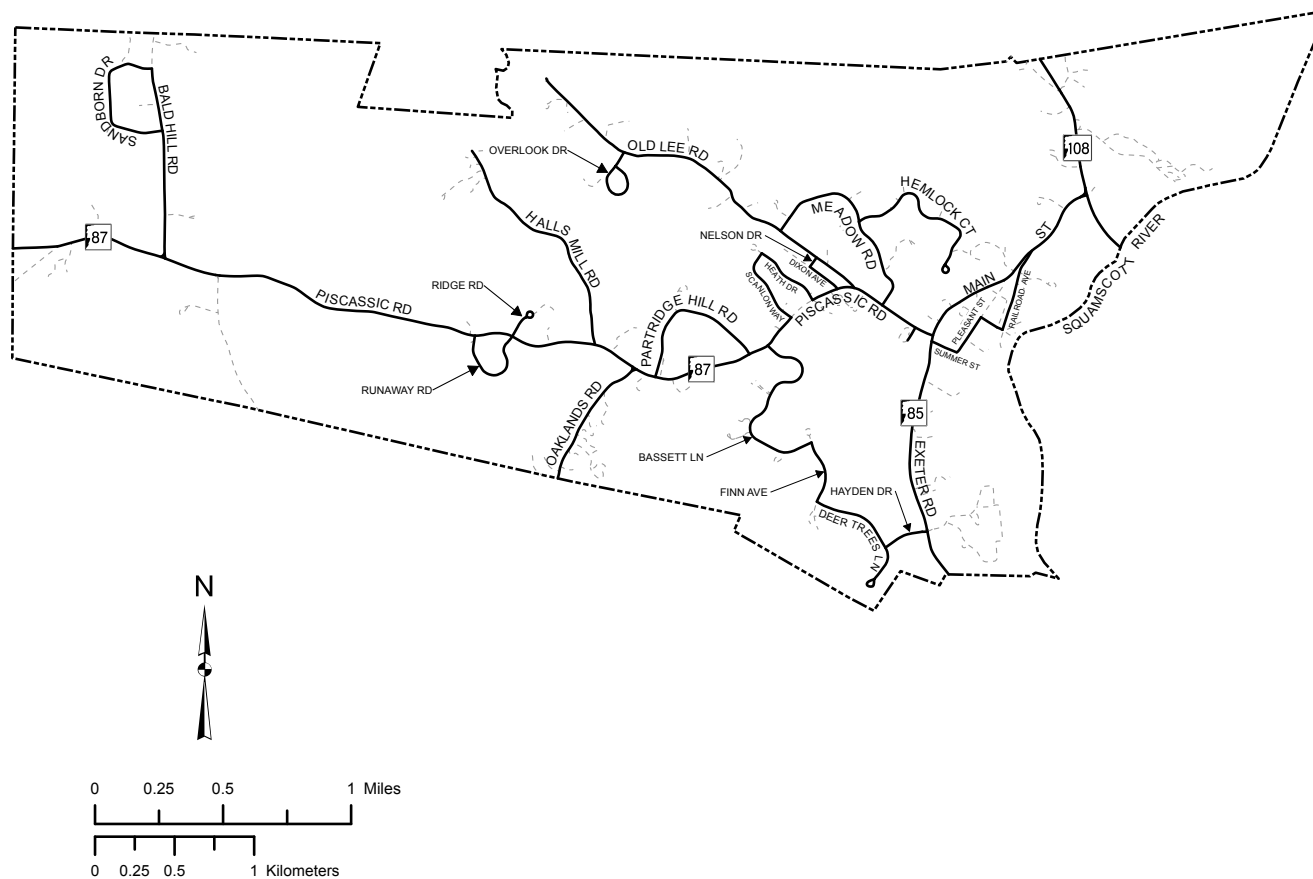 SANDBORN DR
BALD HILL RD
108
OVERLOOK DR
OLD LEE RD
HEMLOCK CT
MEADOW RD
HALLS MILL RD
NELSON DR
DIXON AVE
HEATH DR
SCANLON WAY
87
MAIN ST
SQUAMSCOTT RIVER
RAILROAD AVE
PLEASANT ST
SUMMER ST
RIDGE RD
PISCASSIC RD
PISCASSIC RD
PARTRIDGE HILL RD
87
RUNAWAY RD
OAKLANDS RD
85
EXETER RD
BASSETT LN
FINN AVE
HAYDEN DR
DEER TREES LN
N
0 0.25 0.5 1 Miles
0 0.25 0.5 1 Kilometers